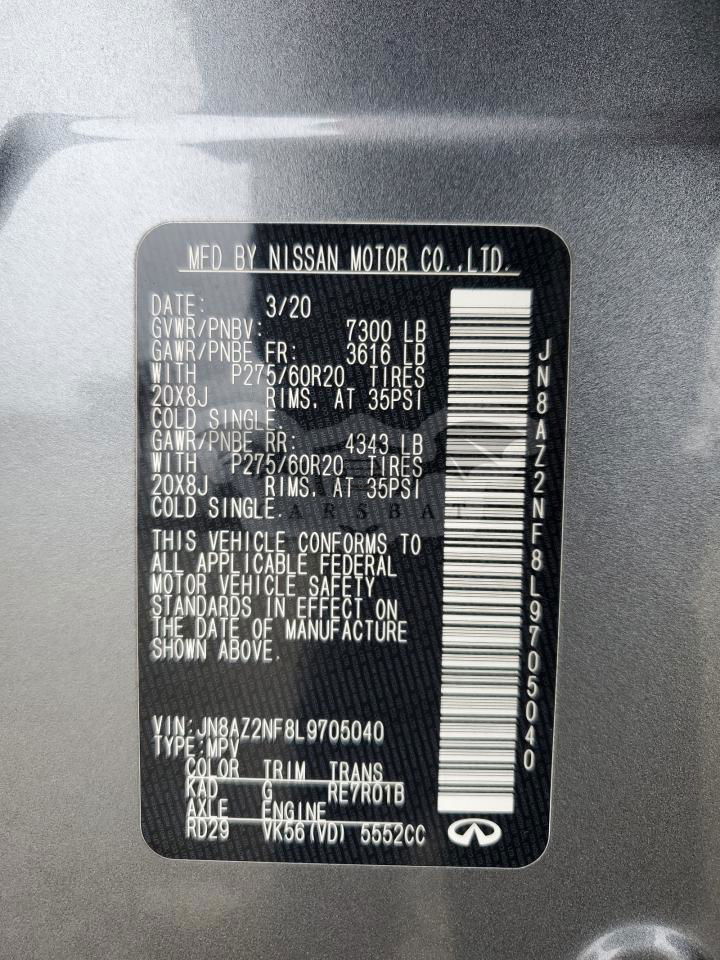 MFD BY NISSAN MOTOR CO.,LTD.
DATE: 3/20
GVWR/PNBV: 7300 LB
GAWR/PNBE FR: 3616 LB
WITH P275/60R20 TIRES
20X8J RIMS. AT 35PSI
COLD SINGLE.
GAWR/PNBE RR: 4343 LB
WITH P275/60R20 TIRES
20X8J RIMS. AT 35PSI
COLD SINGLE.
THIS VEHICLE CONFORMS TO
ALL APPLICABLE FEDERAL
MOTOR VEHICLE SAFETY
STANDARDS IN EFFECT ON
THE DATE OF MANUFACTURE
SHOWN ABOVE.
VIN:JN8AZ2NF8L9705040
TYPE:MPV
COLOR TRIM TRANS
KAD G RE7R01B
AXLE ENGINE
RD29 VK56(VD) 5552CC
JN8AZ2NF8L9705040